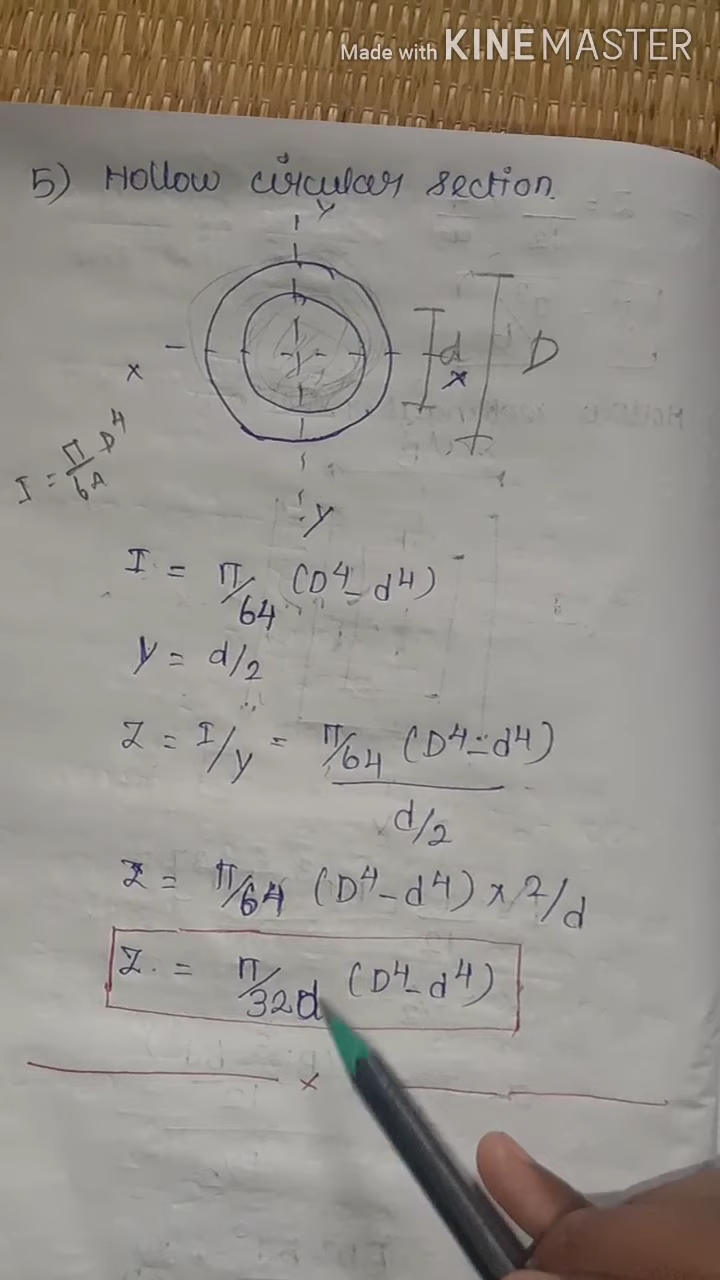 Made with KINEMASTER
5) Hollow circular section.
Y
d
D
x
x
I = π/64 D⁴
Y
I = π/64 (D⁴ - d⁴)
y = d/2
Z = I/y = π/64 (D⁴ - d⁴)
d/2
Z = π/64 (D⁴ - d⁴) x 2/d
Z. = π/32d (D⁴ - d⁴)
x